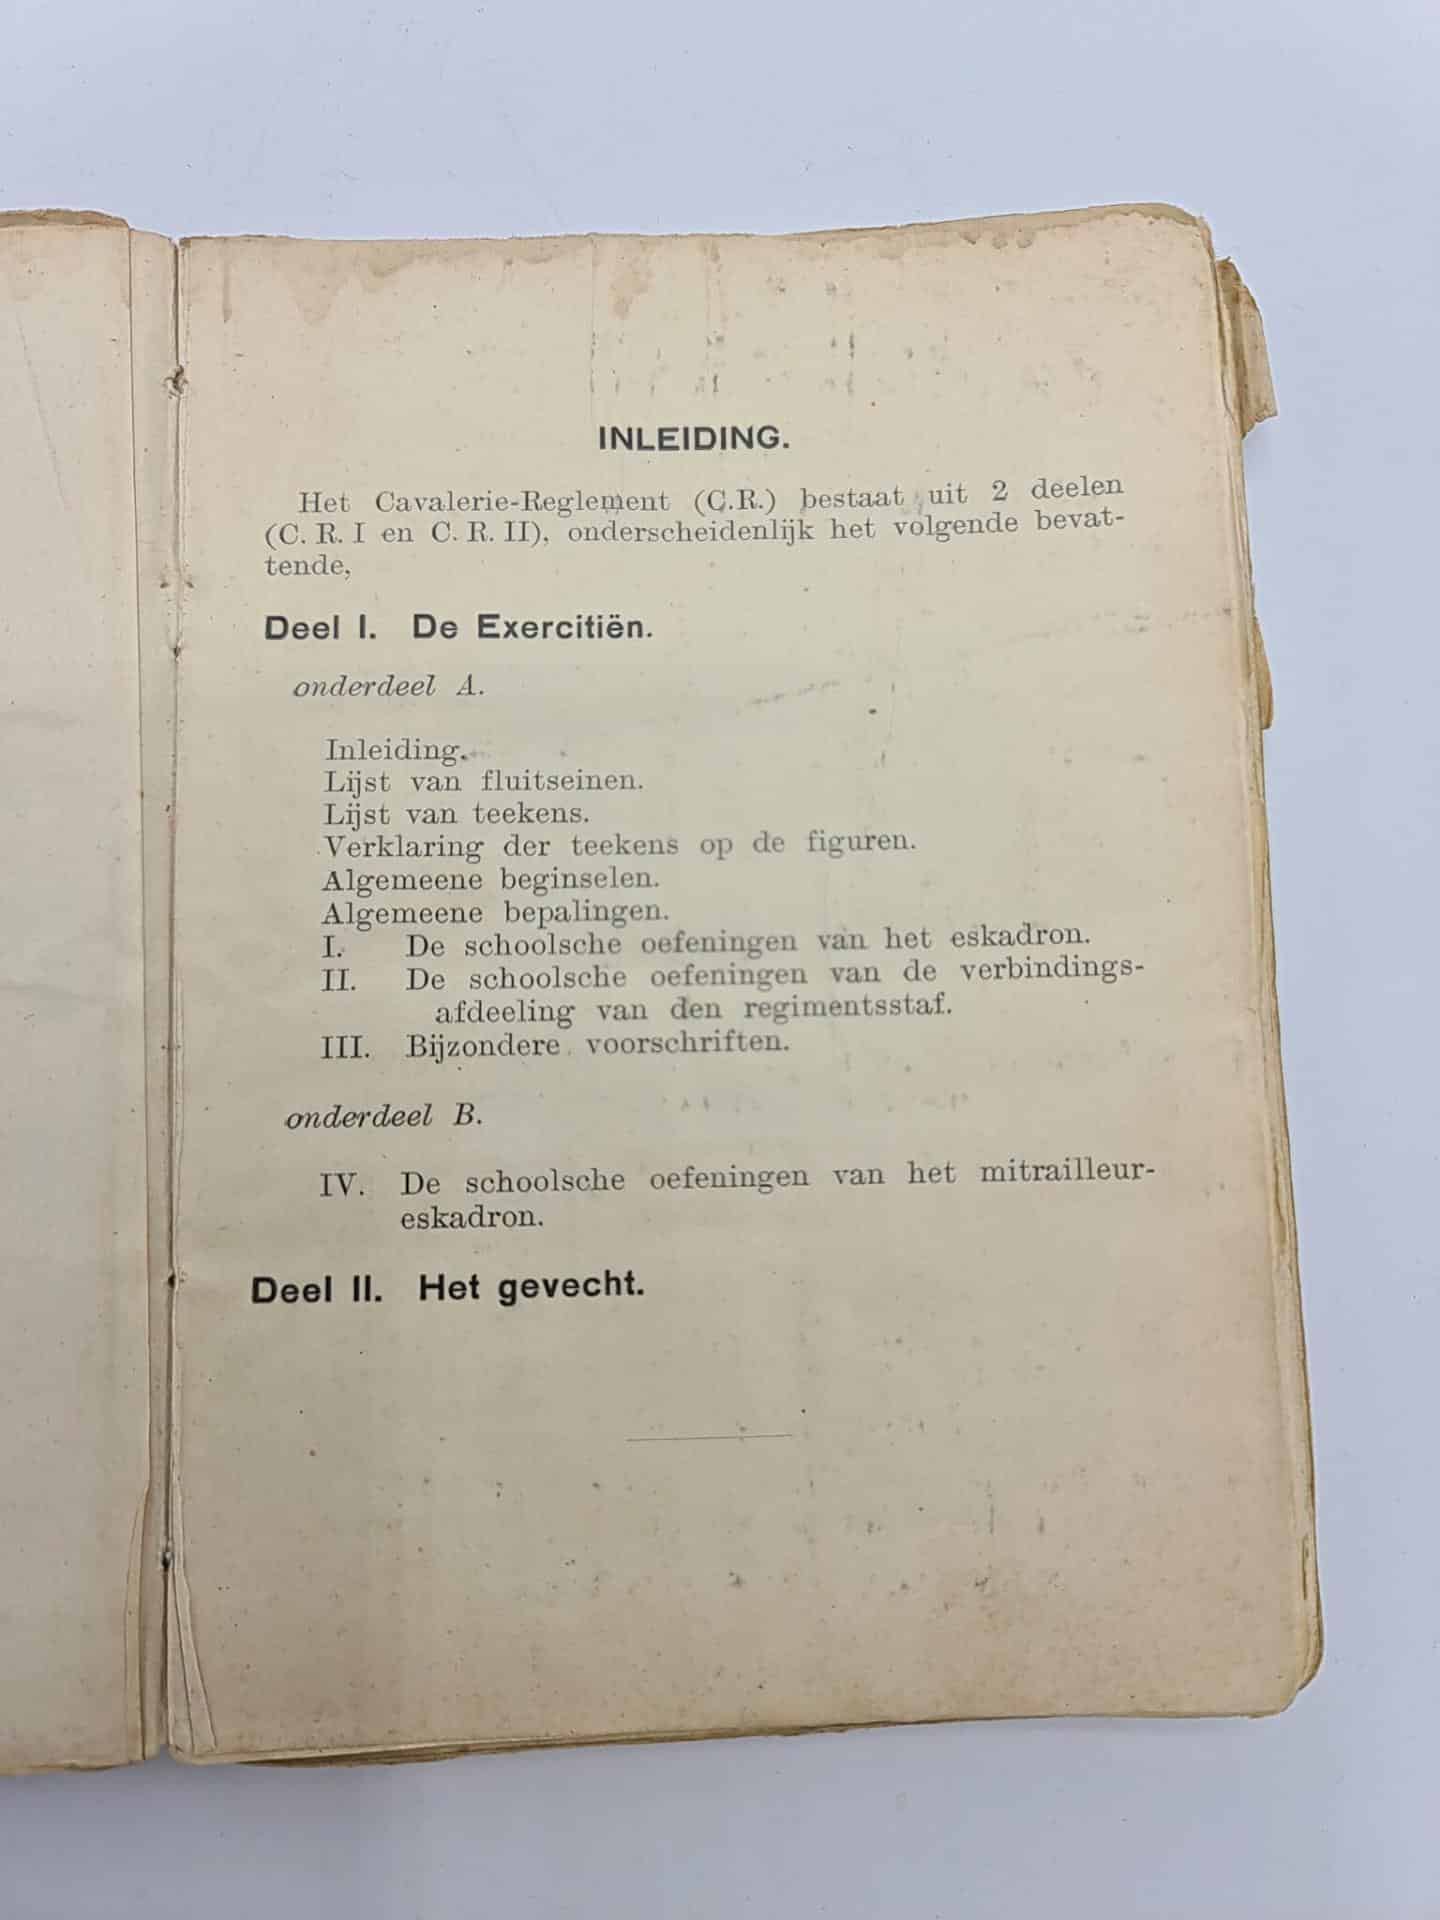 INLEIDING.
Het Cavalerie-Reglement (C.R.) bestaat uit 2 deelen
(C. R. I en C. R. II), onderscheidenlijk het volgende bevat-
tende,
Deel I. De Exercitiën.
onderdeel A.
Inleiding.
Lijst van fluitseinen.
Lijst van teekens.
Verklaring der teekens op de figuren.
Algemeene beginselen.
Algemeene bepalingen.
I. De schoolsche oefeningen van het eskadron.
II. De schoolsche oefeningen van de verbindings-
afdeeling van den regimentsstaf.
III. Bijzondere voorschriften.
onderdeel B.
IV. De schoolsche oefeningen van het mitrailleur-
eskadron.
Deel II. Het gevecht.